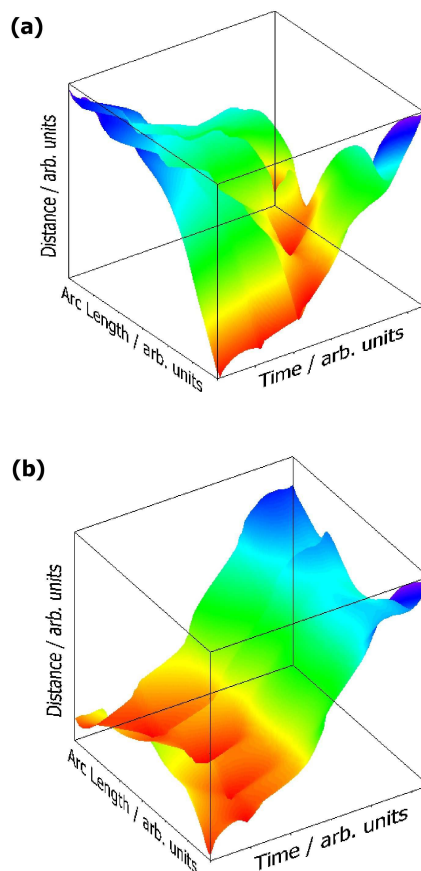 (a)
Distance / arb. units
Arc Length / arb. units
Time / arb. units
(b)
Distance / arb. units
Arc Length / arb. units
Time / arb. units